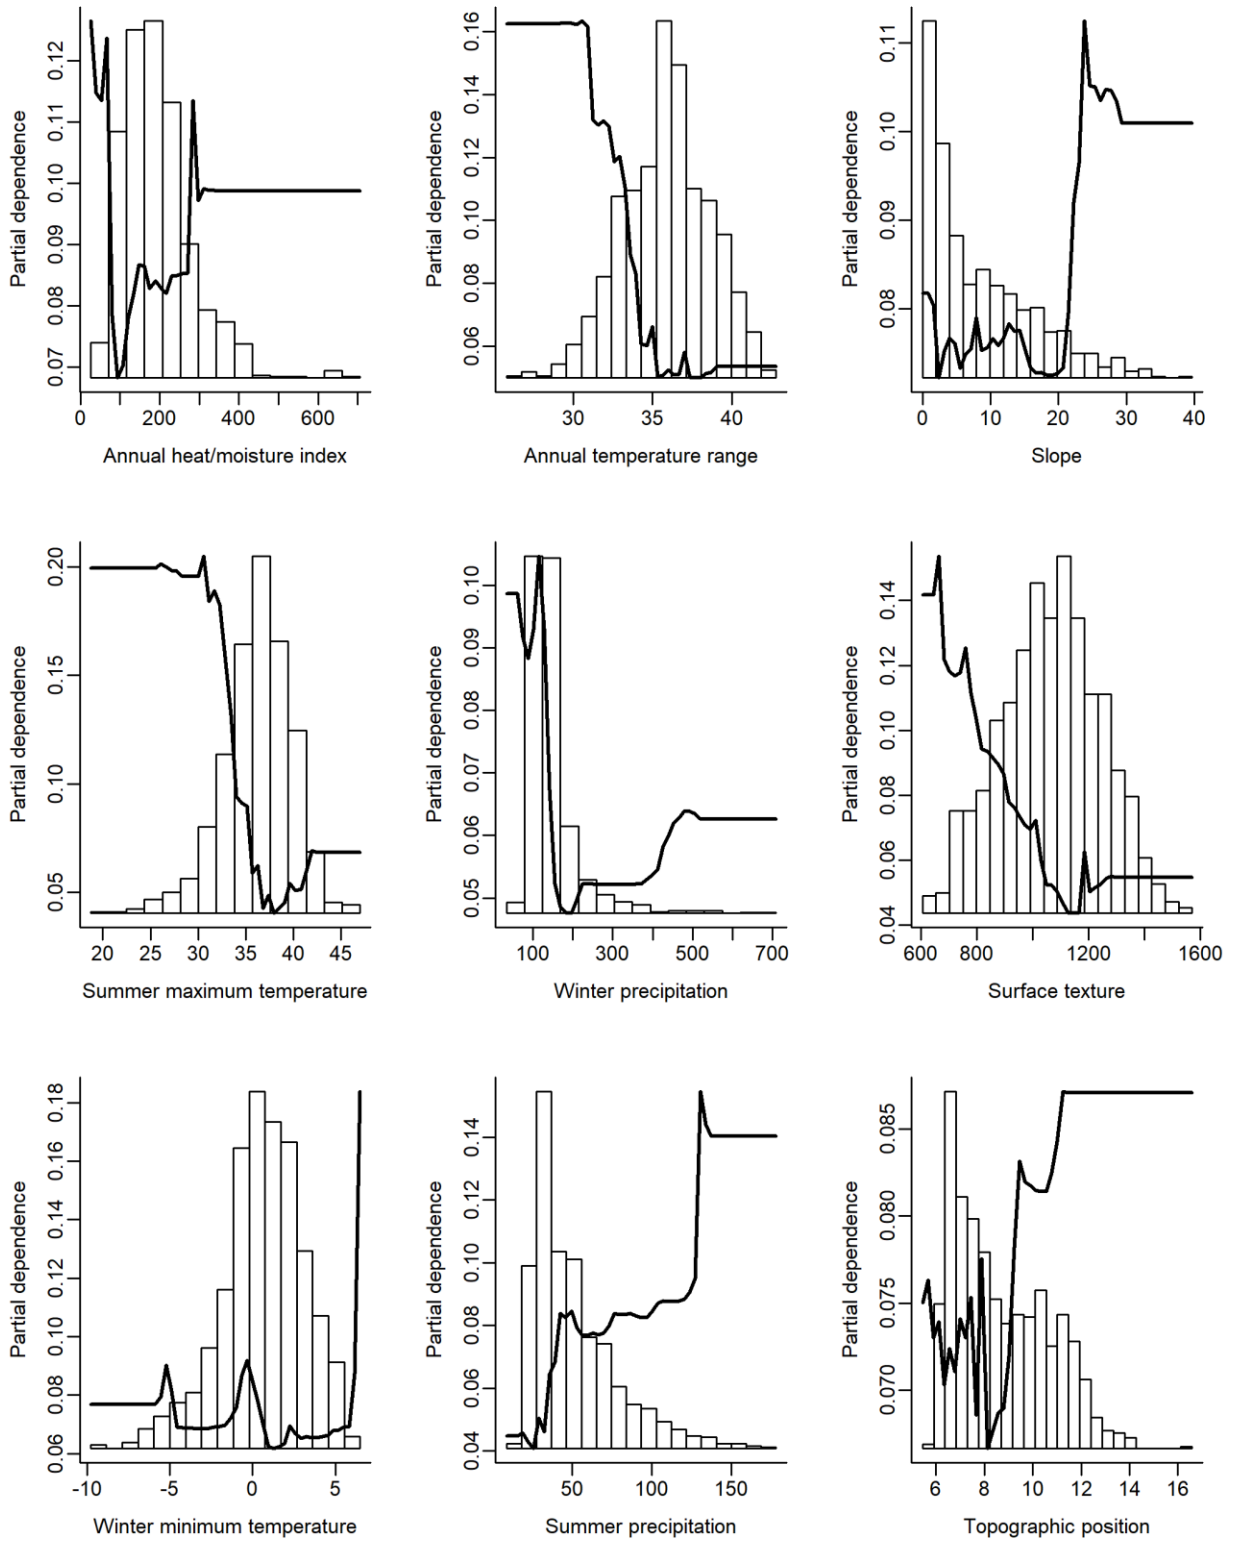 Partial dependence
0.07 0.08 0.09 0.10 0.11 0.12
0 200 400 600
Annual heat/moisture index
Partial dependence
0.06 0.08 0.10 0.12 0.14 0.16
30 35 40
Annual temperature range
Partial dependence
0.08 0.09 0.10 0.11
0 10 20 30 40
Slope
Partial dependence
0.05 0.10 0.15 0.20
20 25 30 35 40 45
Summer maximum temperature
Partial dependence
0.05 0.06 0.07 0.08 0.09 0.10
100 300 500 700
Winter precipitation
Partial dependence
0.04 0.06 0.08 0.10 0.12 0.14
600 800 1200 1600
Surface texture
Partial dependence
0.06 0.08 0.10 0.12 0.14 0.16 0.18
-10 -5 0 5
Winter minimum temperature
Partial dependence
0.04 0.06 0.08 0.10 0.12 0.14
50 100 150
Summer precipitation
Partial dependence
0.070 0.075 0.080 0.085
6 8 10 12 14 16
Topographic position